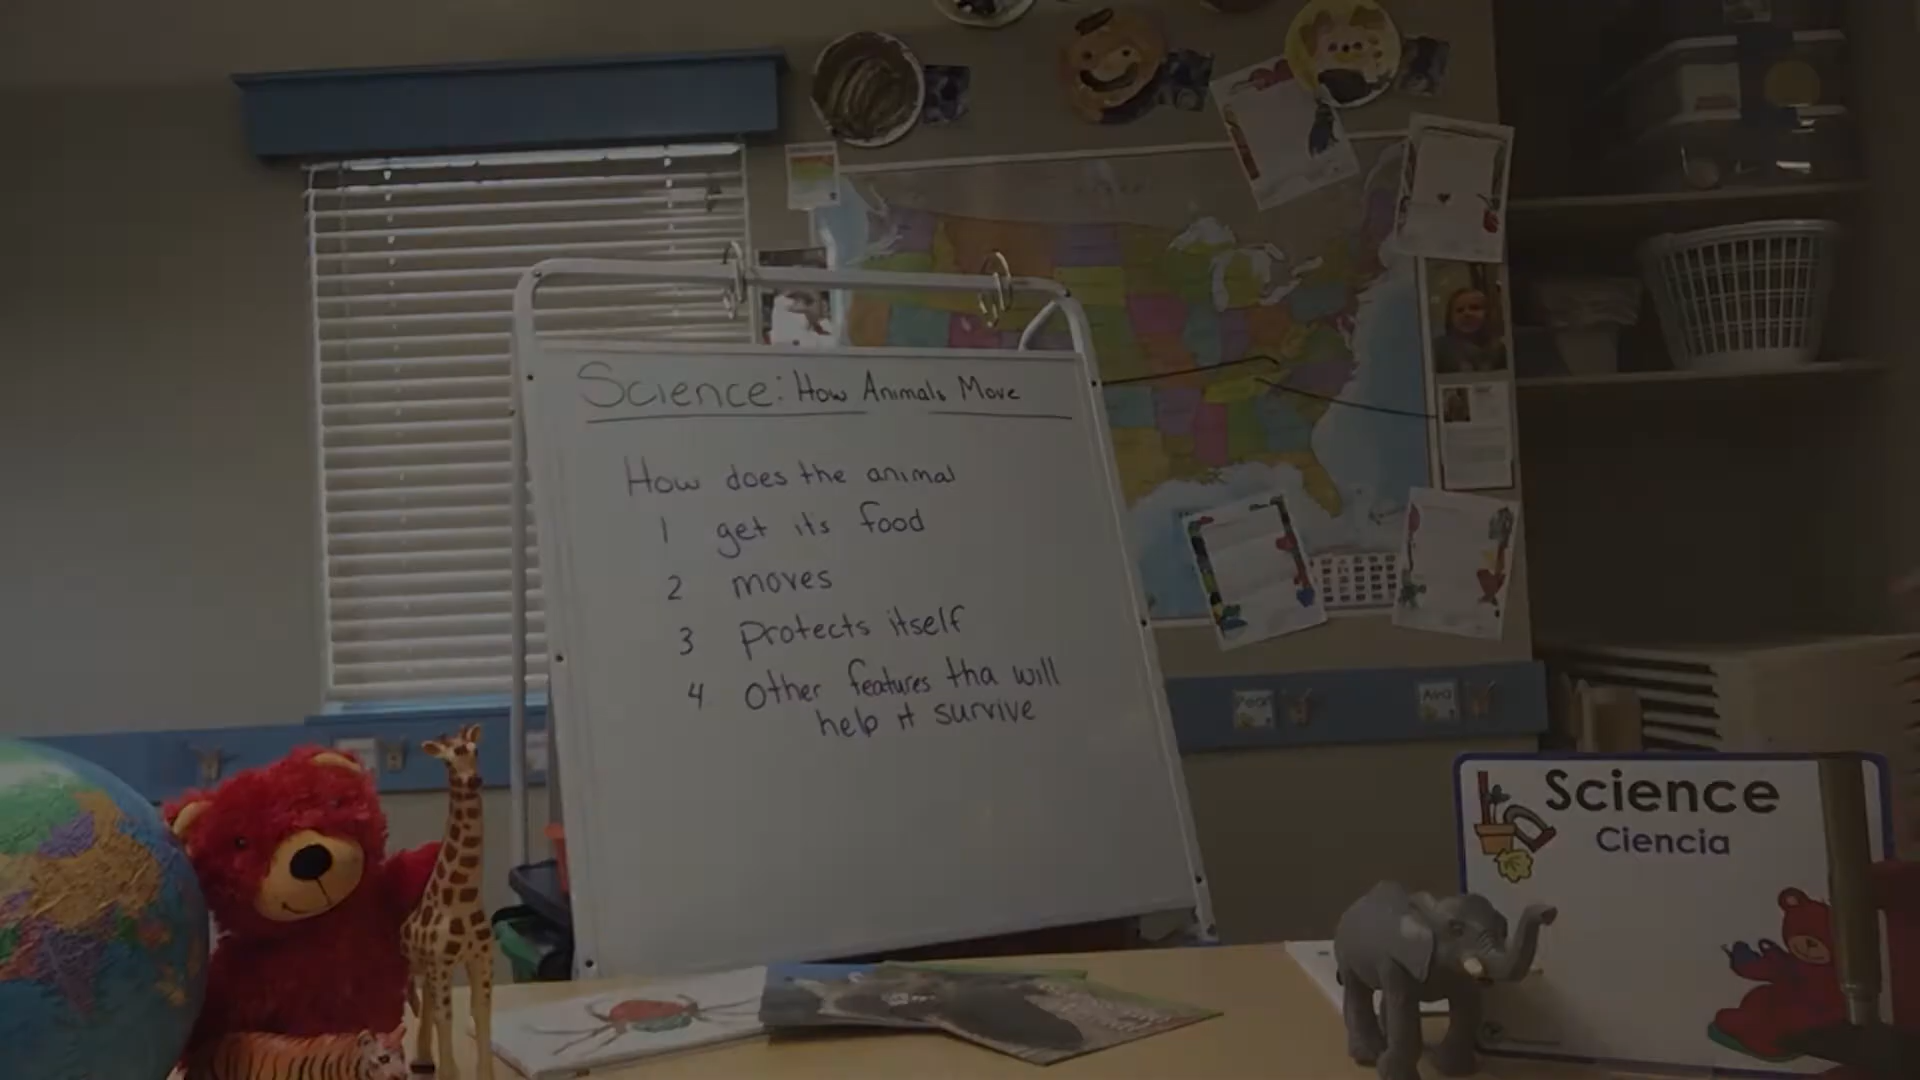 Science: How Animals Move
How does the animal
1 get its food
2 moves
3 Protects itself
4 Other features tha will
help it survive
Science
Ciencia